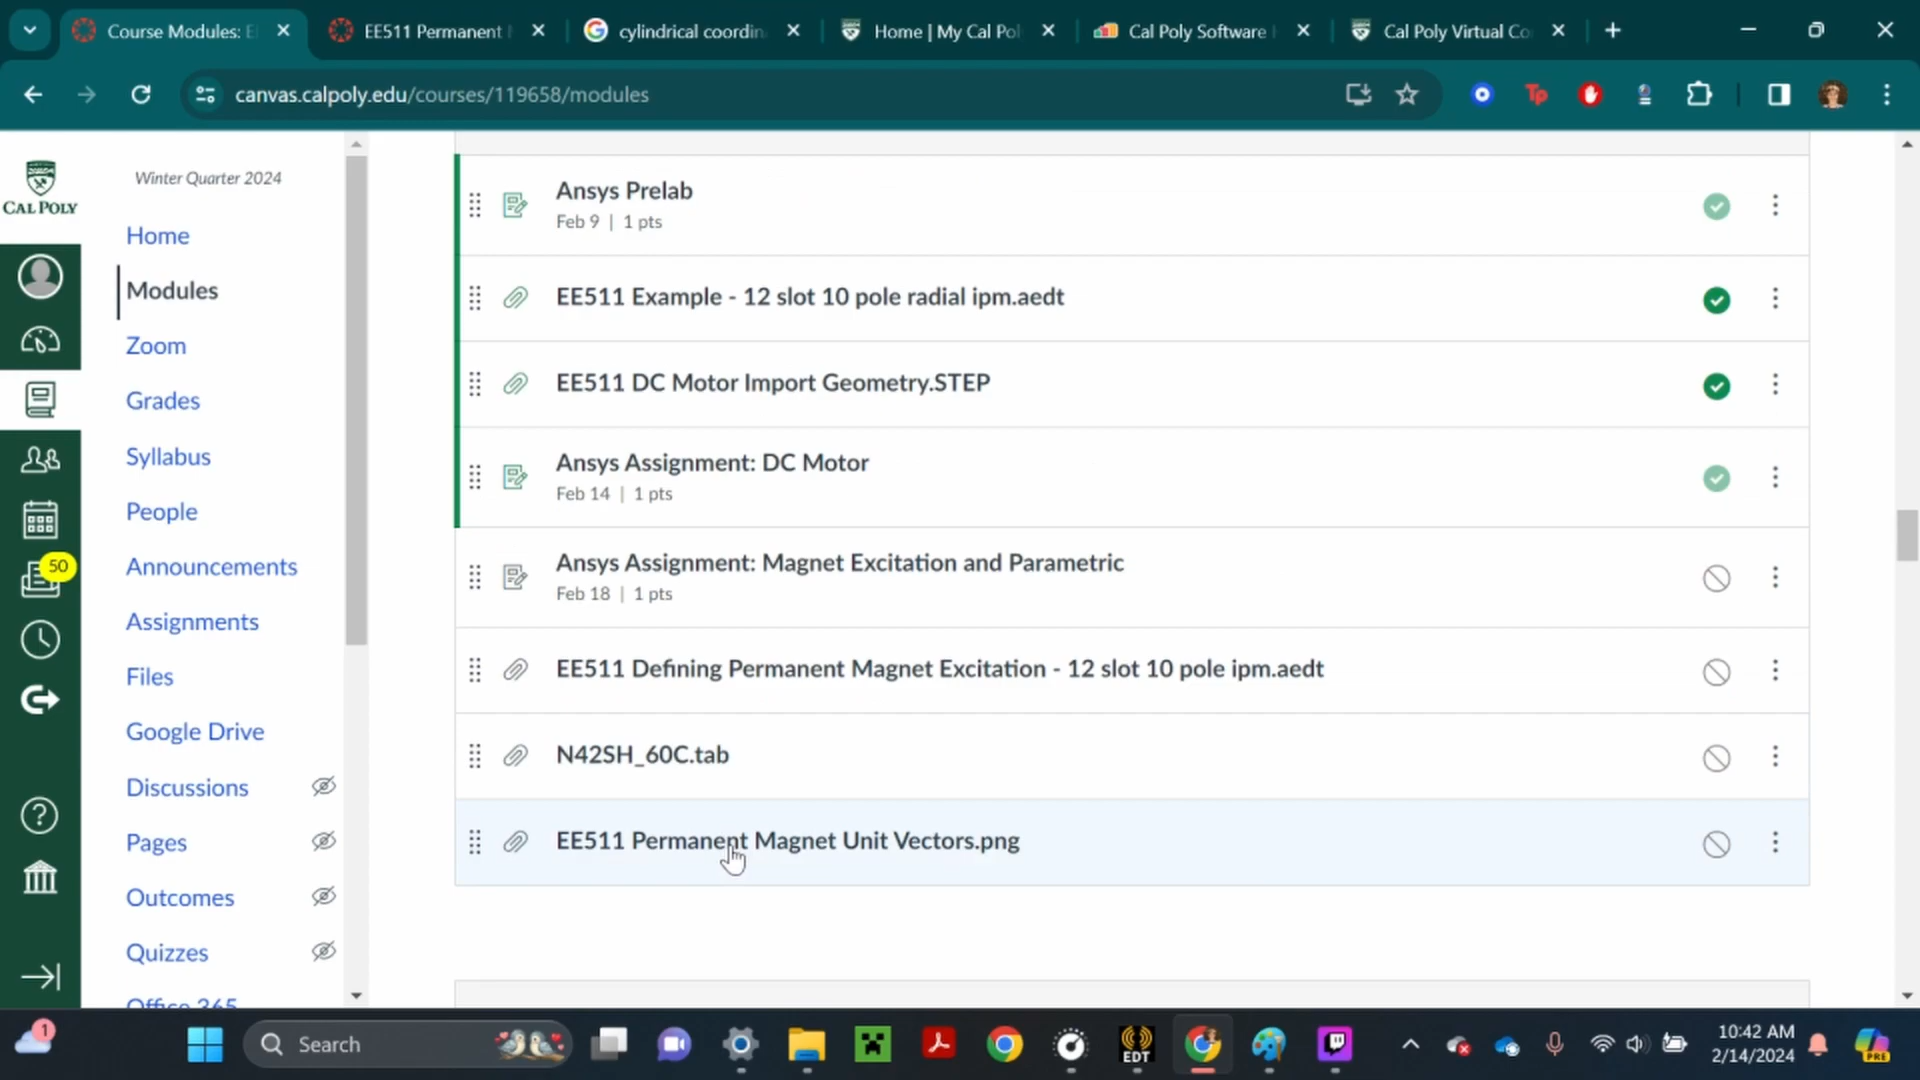 Course Modules: E
EE511 Permanent
cylindrical coordin
Home | My Cal Pol
Cal Poly Software
Cal Poly Virtual Co
canvas.calpoly.edu/courses/119658/modules
Tp
CAL POLY
50
Winter Quarter 2024
Home
Modules
Zoom
Grades
Syllabus
People
Announcements
Assignments
Files
Google Drive
Discussions
Pages
Outcomes
Quizzes
Office 365
Ansys Prelab
Feb 9 | 1 pts
EE511 Example - 12 slot 10 pole radial ipm.aedt
EE511 DC Motor Import Geometry.STEP
Ansys Assignment: DC Motor
Feb 14 | 1 pts
Ansys Assignment: Magnet Excitation and Parametric
Feb 18 | 1 pts
EE511 Defining Permanent Magnet Excitation - 12 slot 10 pole ipm.aedt
N42SH_60C.tab
EE511 Permanent Magnet Unit Vectors.png
1
Search
EDT
10:42 AM
2/14/2024
PRE